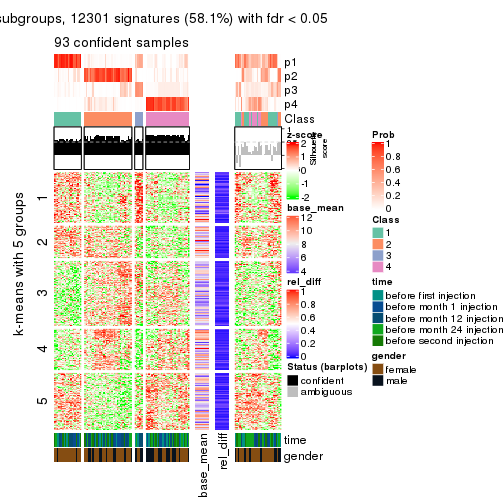 subgroups, 12301 signatures (58.1%) with fdr < 0.05
93 confident samples
p1
p2
p3
p4
Class
Silhouette
score
1
2
3
4
5
k-means with 5 groups
time
gender
base_mean
rel_diff
z-score
2
1
0
-1
-2
base_mean
12
10
8
6
4
rel_diff
1
0.8
0.6
0.4
0.2
0
Status (barplots)
confident
ambiguous
Prob
1
0.8
0.6
0.4
0.2
0
Class
1
2
3
4
time
before first injection
before month 1 injection
before month 12 injection
before month 24 injection
before second injection
gender
female
male